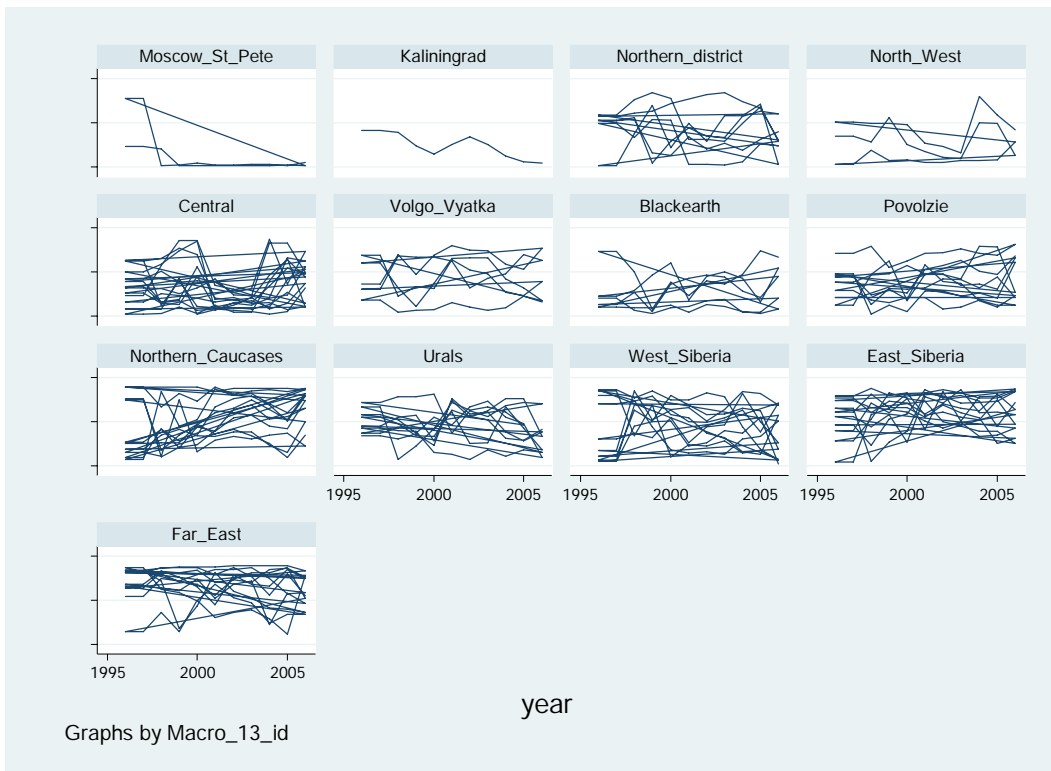 Moscow_St_Pete Kaliningrad Northern_district North_West
Central Volgo_Vyatka Blackearth Povolzie
Northern_Caucases Urals West_Siberia East_Siberia
1995 2000 2005 1995 2000 2005 1995 2000 2005
Far_East
1995 2000 2005
year
Graphs by Macro_13_id